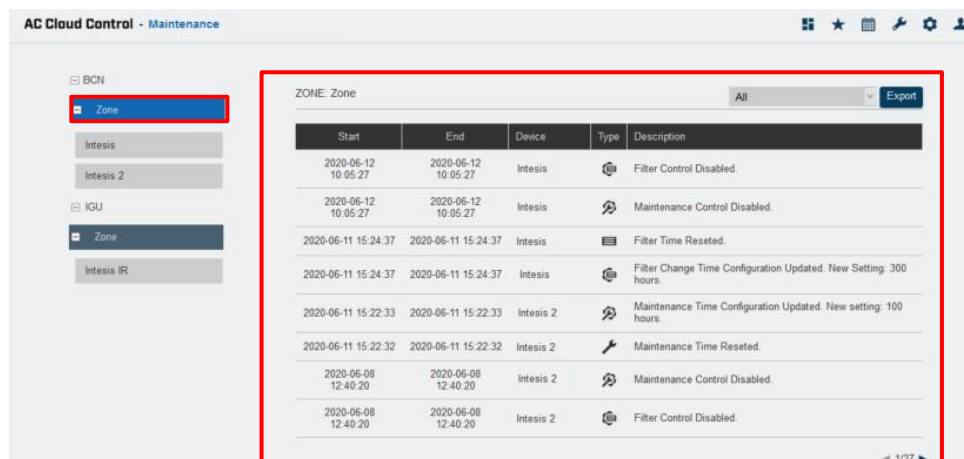 AC Cloud Control - Maintenance
BCN
Zone
Intesis
Intesis 2
IGU
Zone
Intesis IR
ZONE: Zone
All
Export
Start End Device Type Description
2020-06-12 10:05:27 2020-06-12 10:05:27 Intesis Filter Control Disabled.
2020-06-12 10:05:27 2020-06-12 10:05:27 Intesis Maintenance Control Disabled.
2020-06-11 15:24:37 2020-06-11 15:24:37 Intesis Filter Time Reseted.
2020-06-11 15:24:37 2020-06-11 15:24:37 Intesis Filter Change Time Configuration Updated. New Setting: 300
hours.
2020-06-11 15:22:33 2020-06-11 15:22:33 Intesis 2 Maintenance Time Configuration Updated. New setting: 100
hours.
2020-06-11 15:22:32 2020-06-11 15:22:32 Intesis 2 Maintenance Time Reseted.
2020-06-08 12:40:20 2020-06-08 12:40:20 Intesis 2 Maintenance Control Disabled.
2020-06-08 12:40:20 2020-06-08 12:40:20 Intesis 2 Filter Control Disabled.
1/27